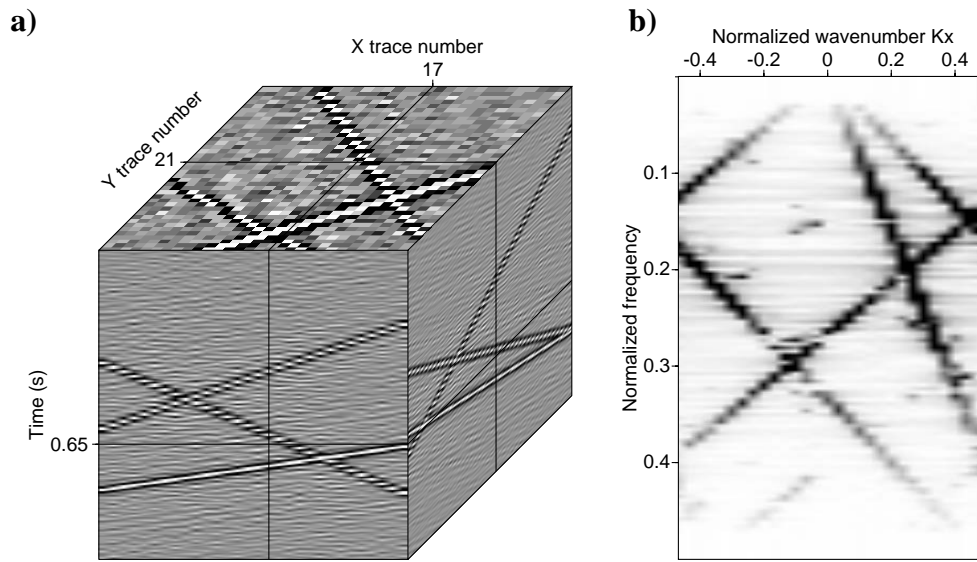 a)
X trace number
17
Y trace number
21
Time (s)
0.65
b)
Normalized wavenumber Kx
-0.4 -0.2 0 0.2 0.4
Normalized frequency
0.1
0.2
0.3
0.4